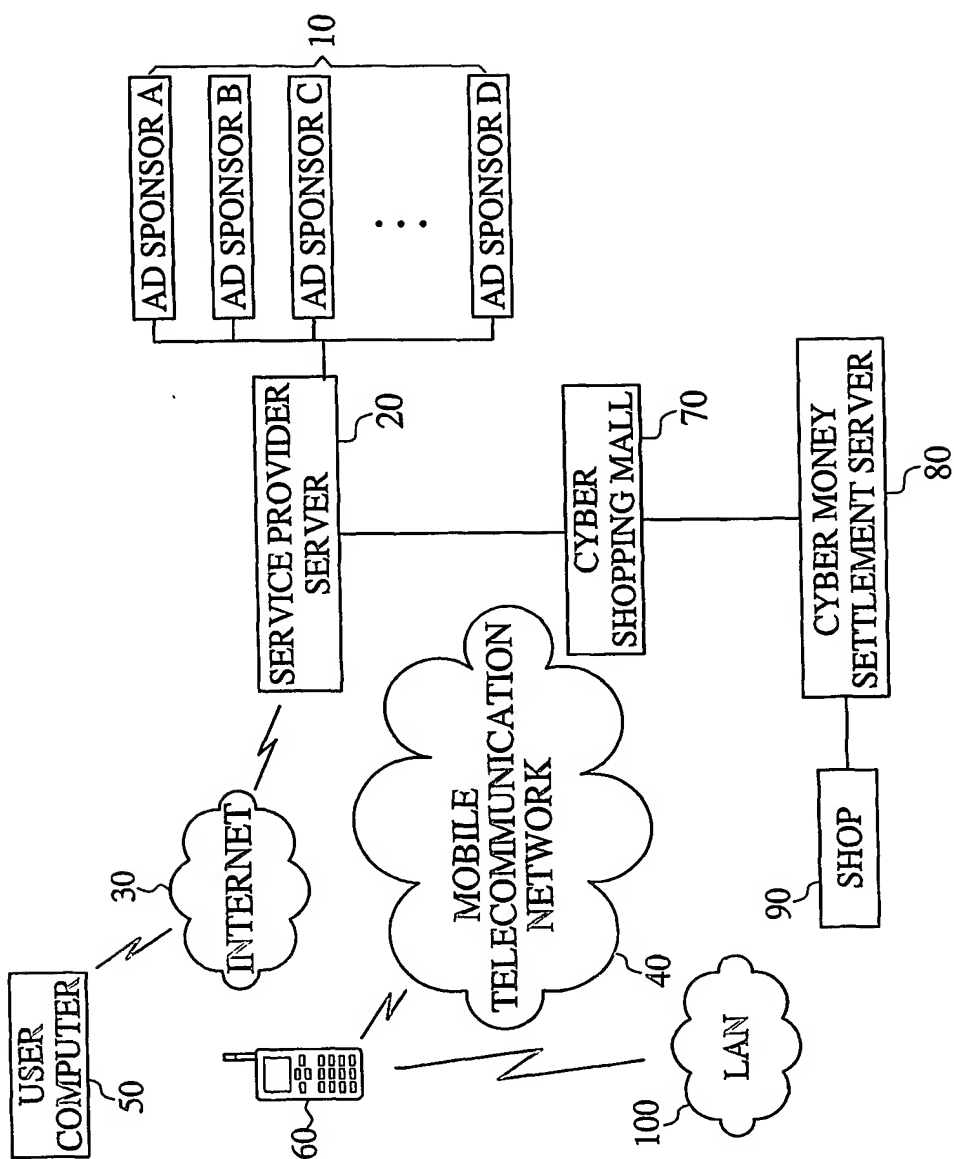 USER
COMPUTER
50
30
INTERNET
SERVICE PROVIDER
SERVER
20
AD SPONSOR A
AD SPONSOR B
AD SPONSOR C
...
AD SPONSOR D
10
60
MOBILE
TELECOMMUNICATION
NETWORK
40
CYBER
SHOPPING MALL
70
100
LAN
90
SHOP
CYBER MONEY
SETTLEMENT SERVER
80